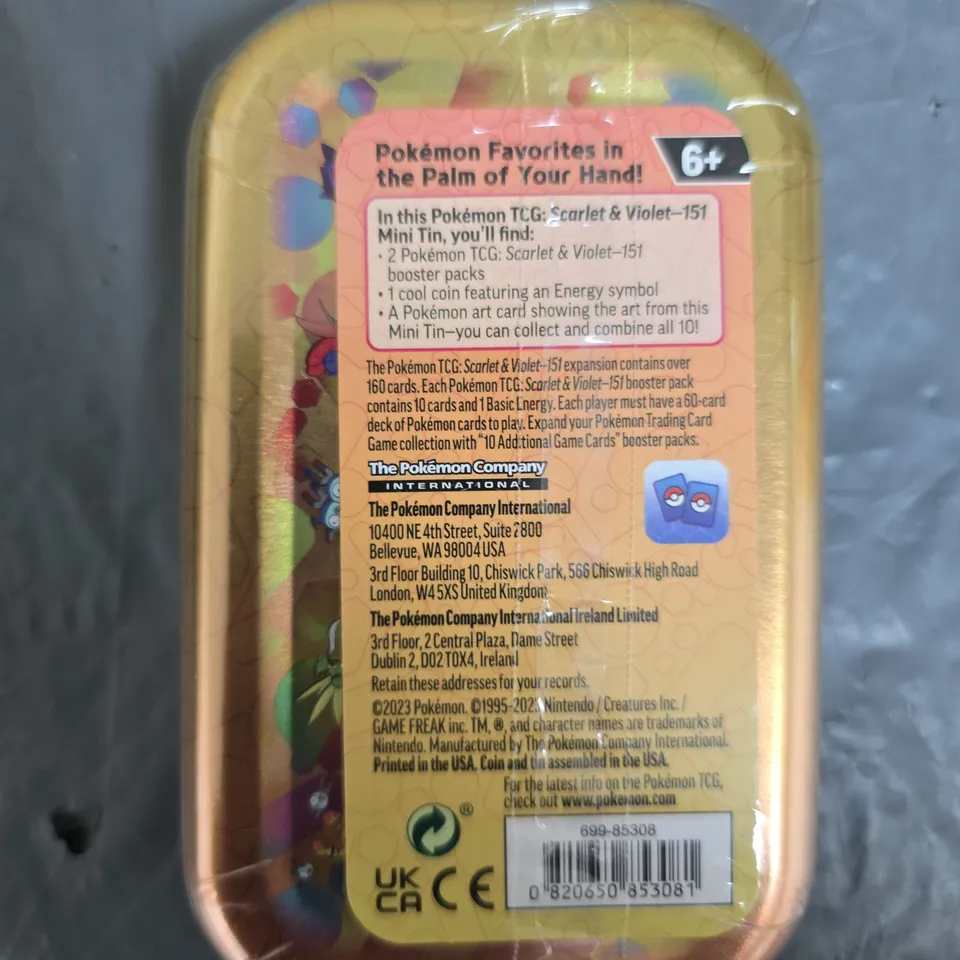 Pokémon Favorites in
the Palm of Your Hand!
6+
In this Pokémon TCG: Scarlet & Violet—151
Mini Tin, you'll find:
• 2 Pokémon TCG: Scarlet & Violet—151
booster packs
• 1 cool coin featuring an Energy symbol
• A Pokémon art card showing the art from this
Mini Tin—you can collect and combine all 10!
The Pokémon TCG: Scarlet & Violet—151 expansion contains over
160 cards. Each Pokémon TCG: Scarlet & Violet—151 booster pack
contains 10 cards and 1 Basic Energy. Each player must have a 60-card
deck of Pokémon cards to play. Expand your Pokémon Trading Card
Game collection with "10 Additional Game Cards" booster packs.
The Pokémon Company
INTERNATIONAL
The Pokémon Company International
10400 NE 4th Street, Suite 2800
Bellevue, WA 98004 USA
3rd Floor Building 10, Chiswick Park, 566 Chiswick High Road
London, W4 5XS United Kingdom
The Pokémon Company International Ireland Limited
3rd Floor, 2 Central Plaza, Dame Street
Dublin 2, D02 T0X4, Ireland
Retain these addresses for your records.
©2023 Pokémon. ©1995-2023 Nintendo / Creatures Inc. /
GAME FREAK inc. TM, ®, and character names are trademarks of
Nintendo. Manufactured by The Pokémon Company International.
Printed in the USA. Coin and tin assembled in the USA.
For the latest info on the Pokémon TCG,
check out www.pokemon.com
®
UK
CA CE
699-85308
0 820650 853081